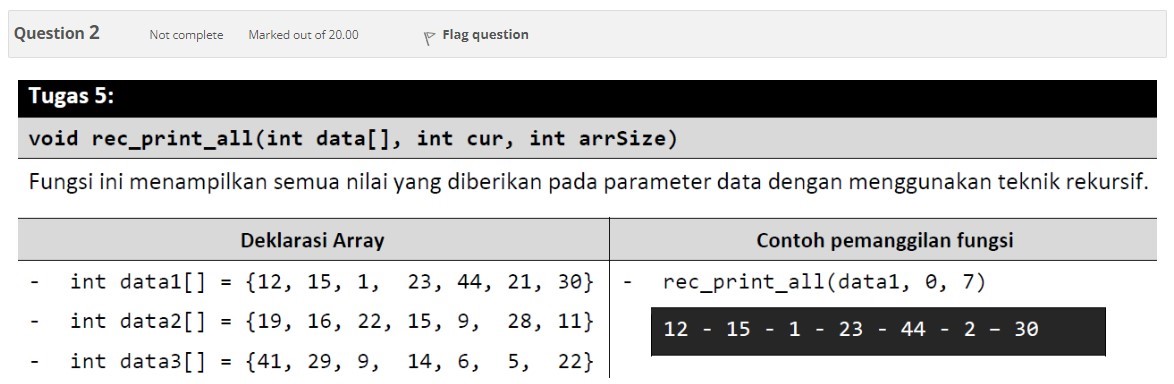 Question 2 Not complete Marked out of 20.00 Flag question
Tugas 5:
void rec_print_all(int data[], int cur, int arrSize)
Fungsi ini menampilkan semua nilai yang diberikan pada parameter data dengan menggunakan teknik rekursif.
Deklarasi Array
- int data1[] = {12, 15, 1, 23, 44, 21, 30}
- int data2[] = {19, 16, 22, 15, 9, 28, 11}
- int data3[] = {41, 29, 9, 14, 6, 5, 22}
Contoh pemanggilan fungsi
- rec_print_all(data1, 0, 7)
12 - 15 - 1 - 23 - 44 - 2 – 30